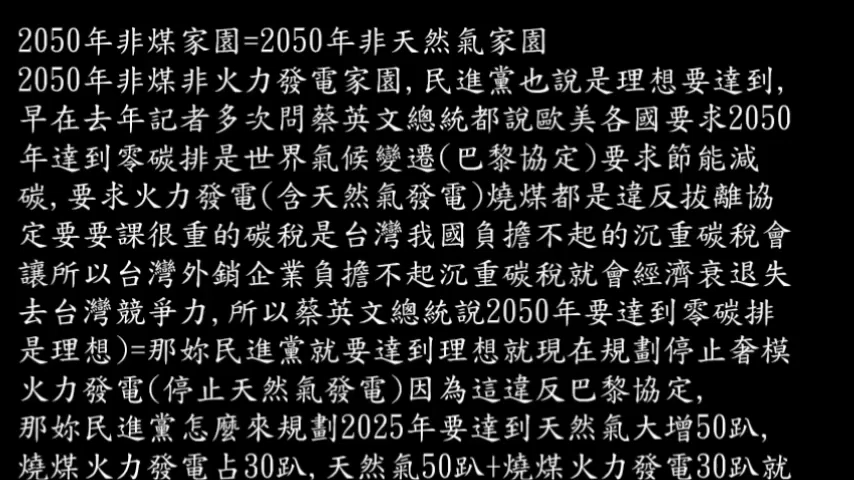 2050年非煤家園=2050年非天然氣家園
2050年非煤非火力發電家園,民進黨也說是理想要達到,
早在去年記者多次問蔡英文總統都說歐美各國要求2050
年達到零碳排是世界氣候變遷(巴黎協定)要求節能減
碳,要求火力發電(含天然氣發電)燒煤都是違反拔離協
定要要課很重的碳稅是台灣我國負擔不起的沉重碳稅會
讓所以台灣外銷企業負擔不起沉重碳稅就會經濟衰退失
去台灣競爭力,所以蔡英文總統說2050年要達到零碳排
是理想)=那妳民進黨就要達到理想就現在規劃停止奢模
火力發電(停止天然氣發電)因為這違反巴黎協定,
那妳民進黨怎麼來規劃2025年要達到天然氣大增50趴,
燒煤火力發電占30趴,天然氣50趴+燒煤火力發電30趴就